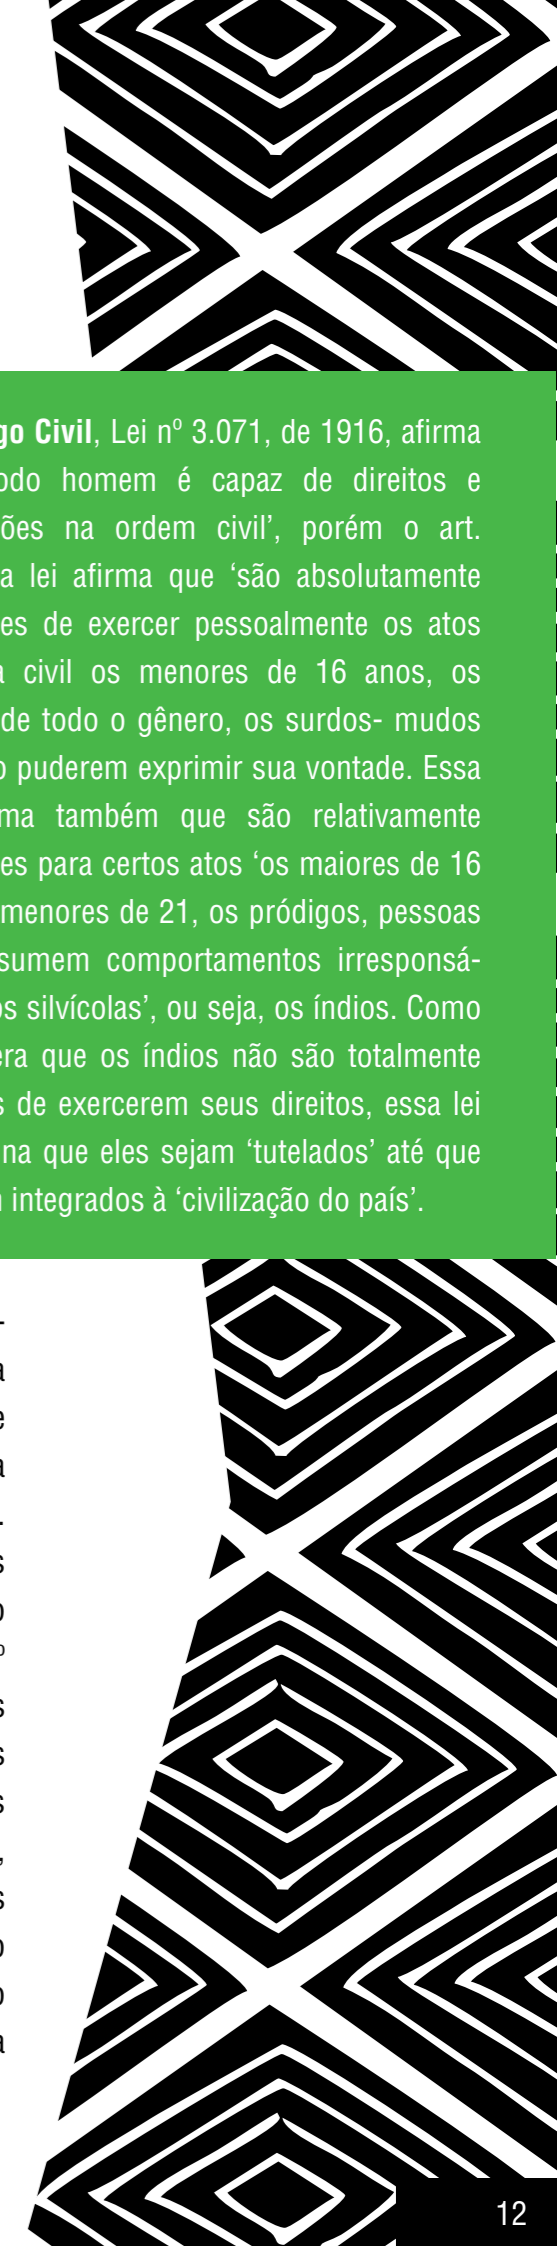 go Civil, Lei nº 3.071, de 1916, afirma
odo homem é capaz de direitos e
ões na ordem civil’, porém o art.
a lei afirma que ‘são absolutamente
es de exercer pessoalmente os atos
a civil os menores de 16 anos, os
de todo o gênero, os surdos- mudos
o puderem exprimir sua vontade. Essa
ma também que são relativamente
es para certos atos ‘os maiores de 16
menores de 21, os pródigos, pessoas
sumem comportamentos irresponsá-
os silvícolas’, ou seja, os índios. Como
era que os índios não são totalmente
s de exercerem seus direitos, essa lei
na que eles sejam ‘tutelados’ até que
m integrados à ‘civilização do país’.
-
a
e
a
.
s
o
º
s
s
s
,
s
o
o
a
12